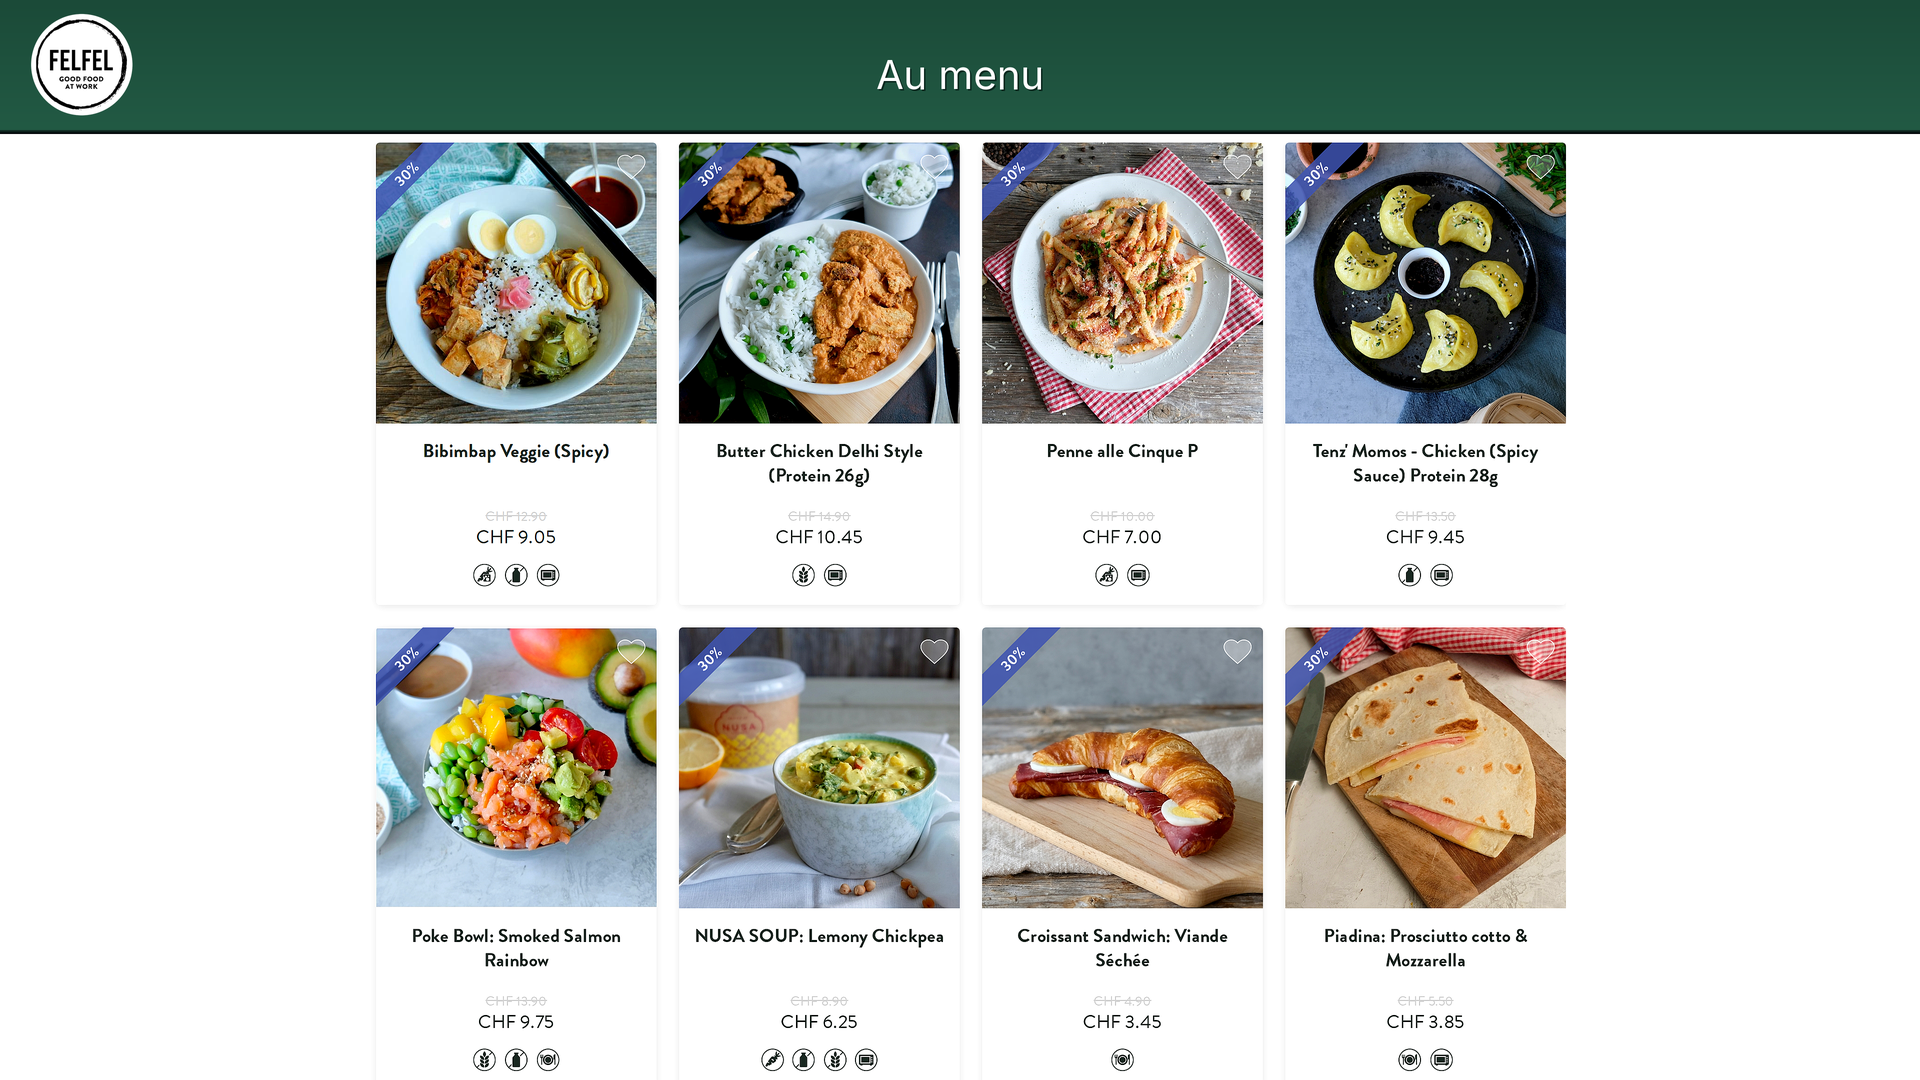 FELFEL
GOOD FOOD
AT WORK
Au menu
30%
30%
30%
30%
Bibimbap Veggie (Spicy)
CHF 12.90
CHF 9.05
Butter Chicken Delhi Style
(Protein 26g)
CHF 14.90
CHF 10.45
Penne alle Cinque P
CHF 10.00
CHF 7.00
Tenz' Momos - Chicken (Spicy
Sauce) Protein 28g
CHF 13.50
CHF 9.45
30%
30%
NUSA
30%
30%
Poke Bowl: Smoked Salmon
Rainbow
CHF 13.90
CHF 9.75
NUSA SOUP: Lemony Chickpea
CHF 8.90
CHF 6.25
Croissant Sandwich: Viande
Séchée
CHF 4.90
CHF 3.45
Piadina: Prosciutto cotto &
Mozzarella
CHF 5.50
CHF 3.85